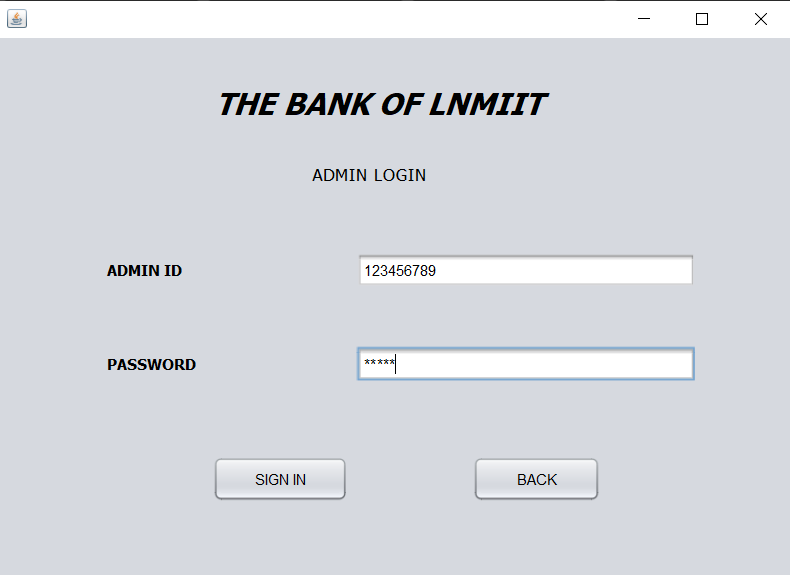 THE BANK OF LNMIIT
ADMIN LOGIN
ADMIN ID 123456789
PASSWORD *****
SIGN IN BACK